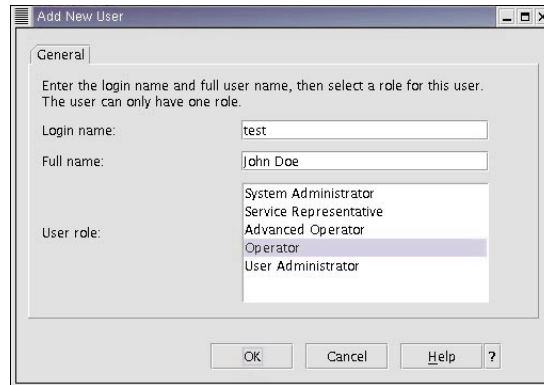 Add New User
General
Enter the login name and full user name, then select a role for this user.
The user can only have one role.
Login name:
test
Full name:
John Doe
User role:
System Administrator
Service Representative
Advanced Operator
Operator
User Administrator
OK
Cancel
Help
?